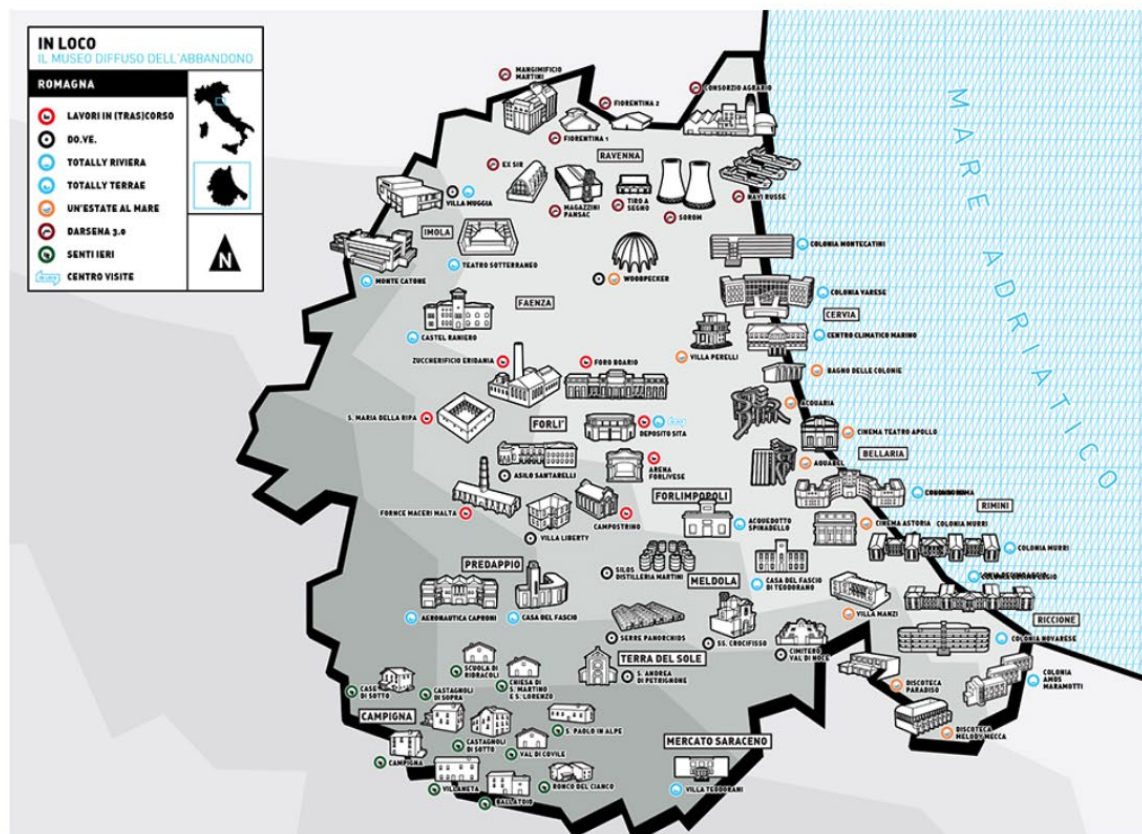 IN LOCO
IL MUSEO DIFFUSO DELL'ABBANDONO
ROMAGNA
LAVORI IN (TRAS)CORSO
DO.VE.
TOTALLY RIVIERA
TOTALLY TERRAE
UN'ESTATE AL MARE
DARSENA 3.0
SENTI IERI
CENTRO VISITE
N
MARE ADRIATICO
MANGIMIFICIO
MARTINI
FIORENTINA 2
CONSORZIO AGRARIO
FIORENTINA 1
RAVENNA
EX SIR
MAGAZZINI
PANSAC
TIRO A
SEGNO
SOROM
NAVI RUSSE
VILLA MUGGIA
IMOLA
TEATRO SOTTERRANEO
MONTE CATONE
WOODPECKER
COLONIA MONTECATINI
FAENZA
COLONIA VARESE
CERVIA
CASTEL RANIERO
CENTRO CLIMATICO MARINO
VILLA PERELLI
ZUCCHERIFICIO ERIDANIA
FORO BOARIO
BAGNO DELLE COLONIE
ACQUARIA
S. MARIA DELLA RIPA
FORLI'
DEPOSITO SITA
CINEMA TEATRO APOLLO
BELLARIA
AQUABELL
ASILO SANTARELLI
ARENA
FORLIVESE
FORLIMPOPOLI
RIMINI
FORNCE MACERI MALTA
CAMPOSTRINO
VILLA LIBERTY
ACQUEDOTTO
SPINADELLO
CINEMA ASTORIA
COLONIA MURRI
COLONIA MURRI
SILOS
DISTILLERIA MARTINI
MELDOLA
CASA DEL FASCIO
DI TEODORANO
PREDAPPIO
AERONAUTICA CAPRONI
CASA DEL FASCIO
VILLA MANZI
SERRE PANORCHIDS
SS. CROCIFISSO
CIMITERO
VAL DI NOCE
RICCIONE
COLONIA NOVARESE
TERRA DEL SOLE
S. ANDREA
DI PETRIGNONE
SCUOLA DI
RIDRACOLI
CHIESA DI
S. MARTINO
E S. LORENZO
CASE
DI SOTTO
CASTAGNOLI
DI SOPRA
DISCOTECA
PARADISO
COLONIA
AMOS
MARAMOTTI
CAMPIGNA
CASTAGNOLI
DI SOTTO
S. PAOLO IN ALPE
VAL DI COVILE
MERCATO SARACENO
DISCOTECA
MELODY MECCA
CAMPIGNA
VILLANETA
BALLATOIO
RONCO DEL CIANCO
VILLA TEODORANI